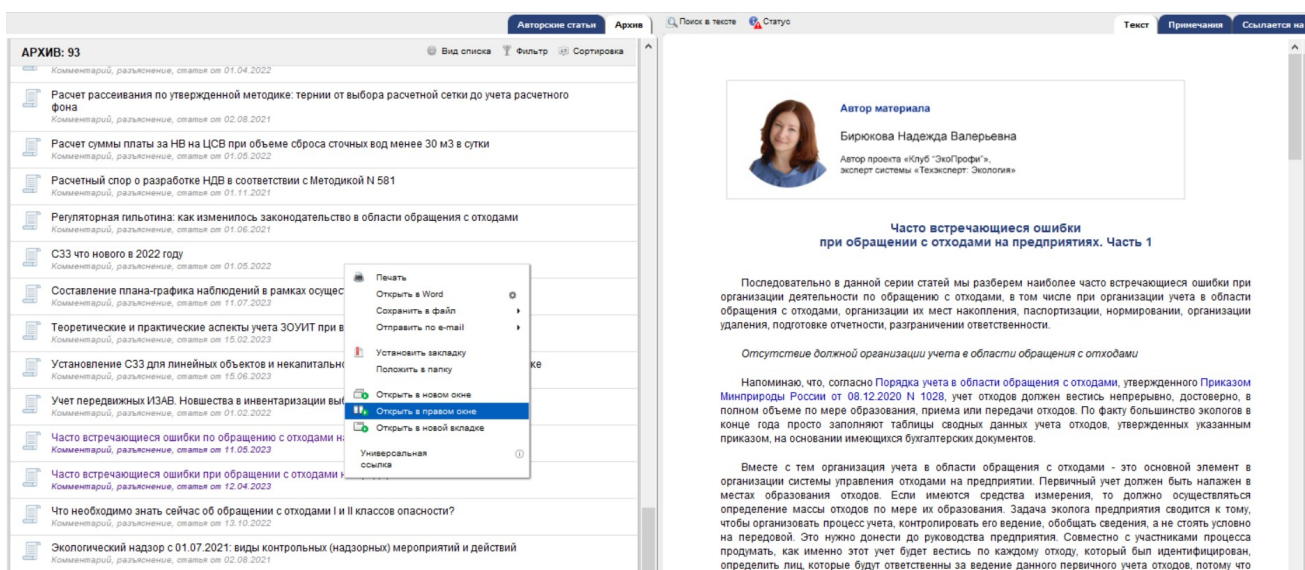 Авторские статьи
Архив
АРХИВ: 93
Вид списка
Фильтр
Сортировка
Комментарий, разъяснение, статья от 01.04.2022
Расчет рассеивания по утвержденной методике: тернии от выбора расчетной сетки до учета расчетного
фона
Комментарий, разъяснение, статья от 02.08.2021
Расчет суммы платы за НВ на ЦСВ при объеме сброса сточных вод менее 30 м3 в сутки
Комментарий, разъяснение, статья от 01.05.2022
Расчетный спор о разработке НДВ в соответствии с Методикой N 581
Комментарий, разъяснение, статья от 01.11.2021
Регуляторная гильотина: как изменилось законодательство в области обращения с отходами
Комментарий, разъяснение, статья от 01.06.2021
СЗЗ что нового в 2022 году
Комментарий, разъяснение, статья от 01.05.2022
Составление плана-графика наблюдений в рамках осущес
Комментарий, разъяснение, статья от 11.07.2023
Теоретические и практические аспекты учета ЗОУИТ при в
Комментарий, разъяснение, статья от 15.02.2023
Установление СЗЗ для линейных объектов и некапитально
ке
Комментарий, разъяснение, статья от 15.06.2023
Учет передвижных ИЗАВ. Новшества в инвентаризации выб
Комментарий, разъяснение, статья от 01.02.2022
Часто встречающиеся ошибки по обращению с отходами на
Комментарий, разъяснение, статья от 11.05.2023
Часто встречающиеся ошибки при обращении с отходами
Комментарий, разъяснение, статья от 12.04.2023
Что необходимо знать сейчас об обращении с отходами I и II классов опасности?
Комментарий, разъяснение, статья от 13.10.2022
Экологический надзор с 01.07.2021: виды контрольных (надзорных) мероприятий и действий
Комментарий, разъяснение, статья от 02.08.2021
Печать
Открыть в Word
Сохранить в файл
Отправить по e-mail
Установить закладку
Положить в папку
Открыть в новом окне
Открыть в правом окне
Открыть в новой вкладке
Универсальная
ссылка
Поиск в тексте
Статус
Текст
Примечания
Ссылается на
Автор материала
Бирюкова Надежда Валерьевна
Автор проекта «Клуб "ЭкоПрофи"»,
эксперт системы «Техэксперт: Экология»
Часто встречающиеся ошибки
при обращении с отходами на предприятиях. Часть 1
Последовательно в данной серии статей мы разберем наиболее часто встречающиеся ошибки при
организации деятельности по обращению с отходами, в том числе при организации учета в области
обращения с отходами, организации их мест накопления, паспортизации, нормировании, организации
удаления, подготовке отчетности, разграничении ответственности.
Отсутствие должной организации учета в области обращения с отходами
Напоминаю, что, согласно Порядка учета в области обращения с отходами, утвержденного Приказом
Минприроды России от 08.12.2020 N 1028, учет отходов должен вестись непрерывно, достоверно, в
полном объеме по мере образования, приема или передачи отходов. По факту большинство экологов в
конце года просто заполняют таблицы сводных данных учета отходов, утвержденных указанным
приказом, на основании имеющихся бухгалтерских документов.
Вместе с тем организация учета в области обращения с отходами - это основной элемент в
организации системы управления отходами на предприятии. Первичный учет должен быть налажен в
местах образования отходов. Если имеются средства измерения, то должно осуществляться
определение массы отходов по мере их образования. Задача эколога предприятия сводится к тому,
чтобы организовать процесс учета, контролировать его ведение, обобщать сведения, а не стоять условно
на передовой. Это нужно донести до руководства предприятия. Совместно с участниками процесса
продумать, как именно этот учет будет вестись по каждому отходу, который был идентифицирован,
определить лиц, которые будут ответственны за ведение данного первичного учета отходов, потому что